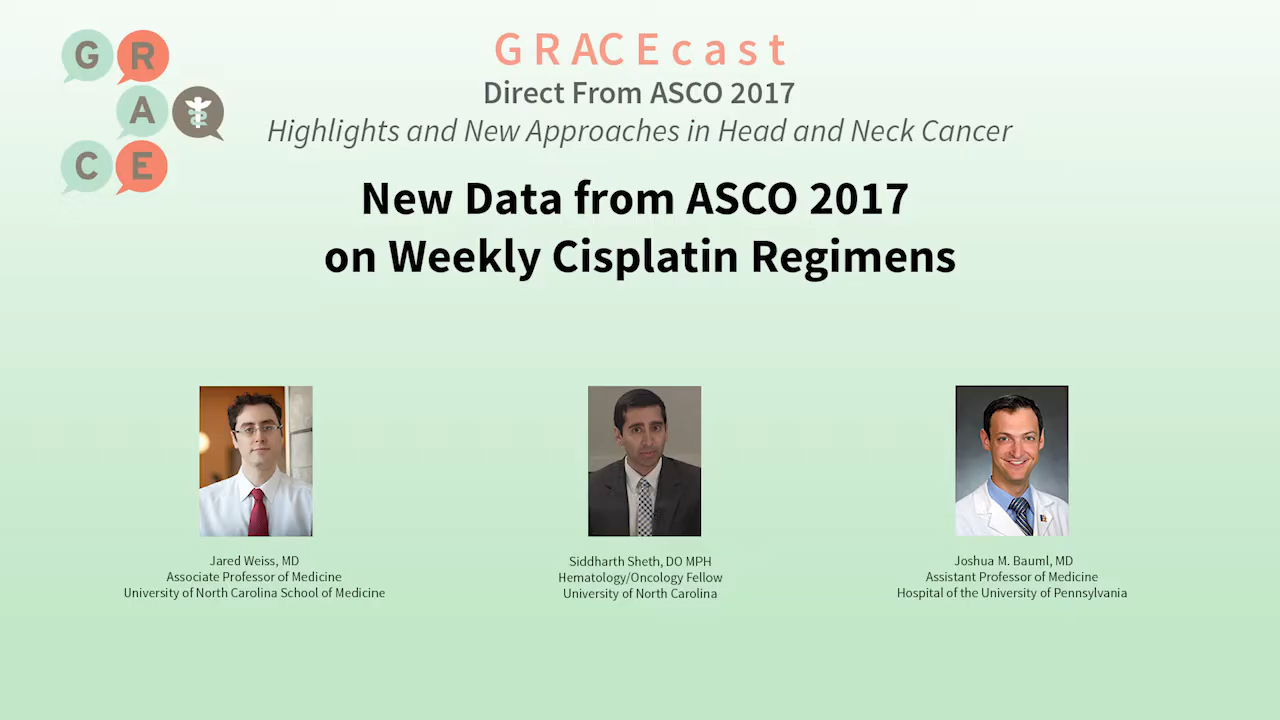 G R
A
C E
G R A C E c a s t
Direct From ASCO 2017
Highlights and New Approaches in Head and Neck Cancer
New Data from ASCO 2017
on Weekly Cisplatin Regimens
Jared Weiss, MD
Associate Professor of Medicine
University of North Carolina School of Medicine
Siddharth Sheth, DO MPH
Hematology/Oncology Fellow
University of North Carolina
Joshua M. Bauml, MD
Assistant Professor of Medicine
Hospital of the University of Pennsylvania